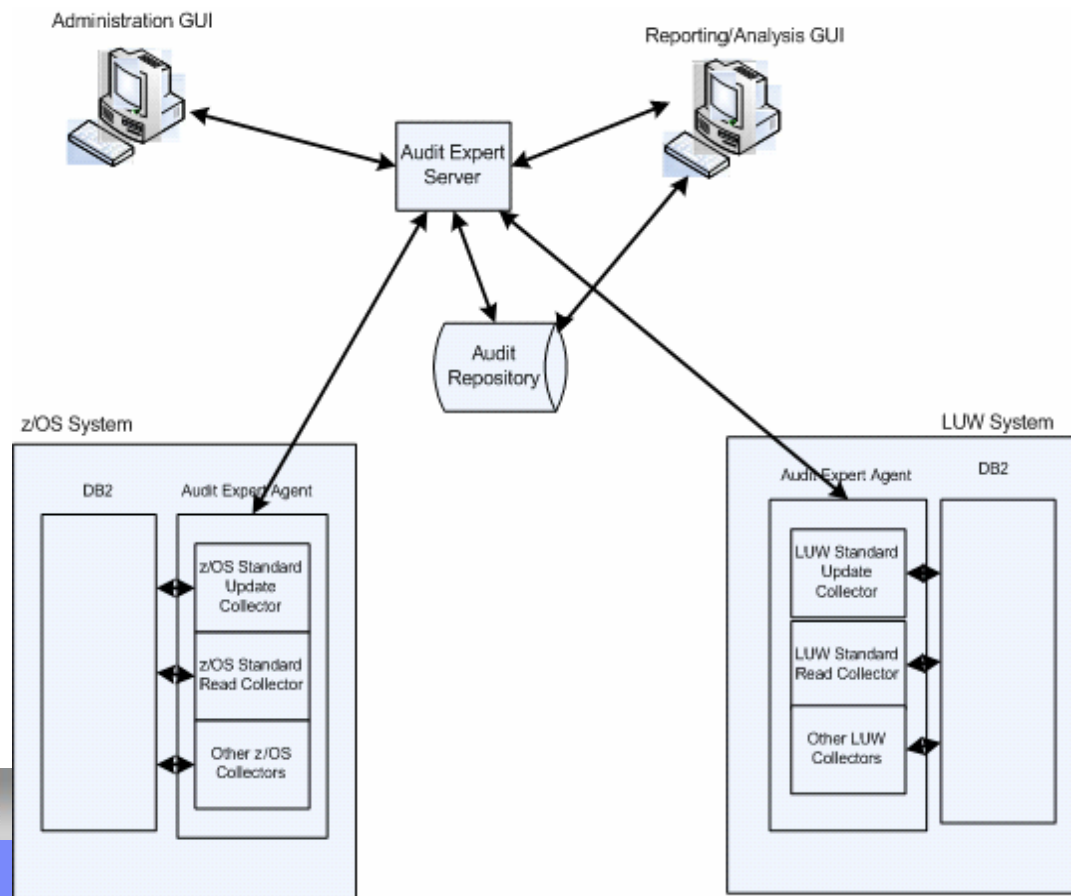 Administration GUI
Reporting/Analysis GUI
Audit Expert
Server
Audit
Repository
z/OS System
DB2
Audit Expert Agent
z/OS Standard
Update
Collector
z/OS Standard
Read Collector
Other z/OS
Collectors
LUW System
Audit Expert Agent
DB2
LUW Standard
Update
Collector
LUW Standard
Read Collector
Other LUW
Collectors